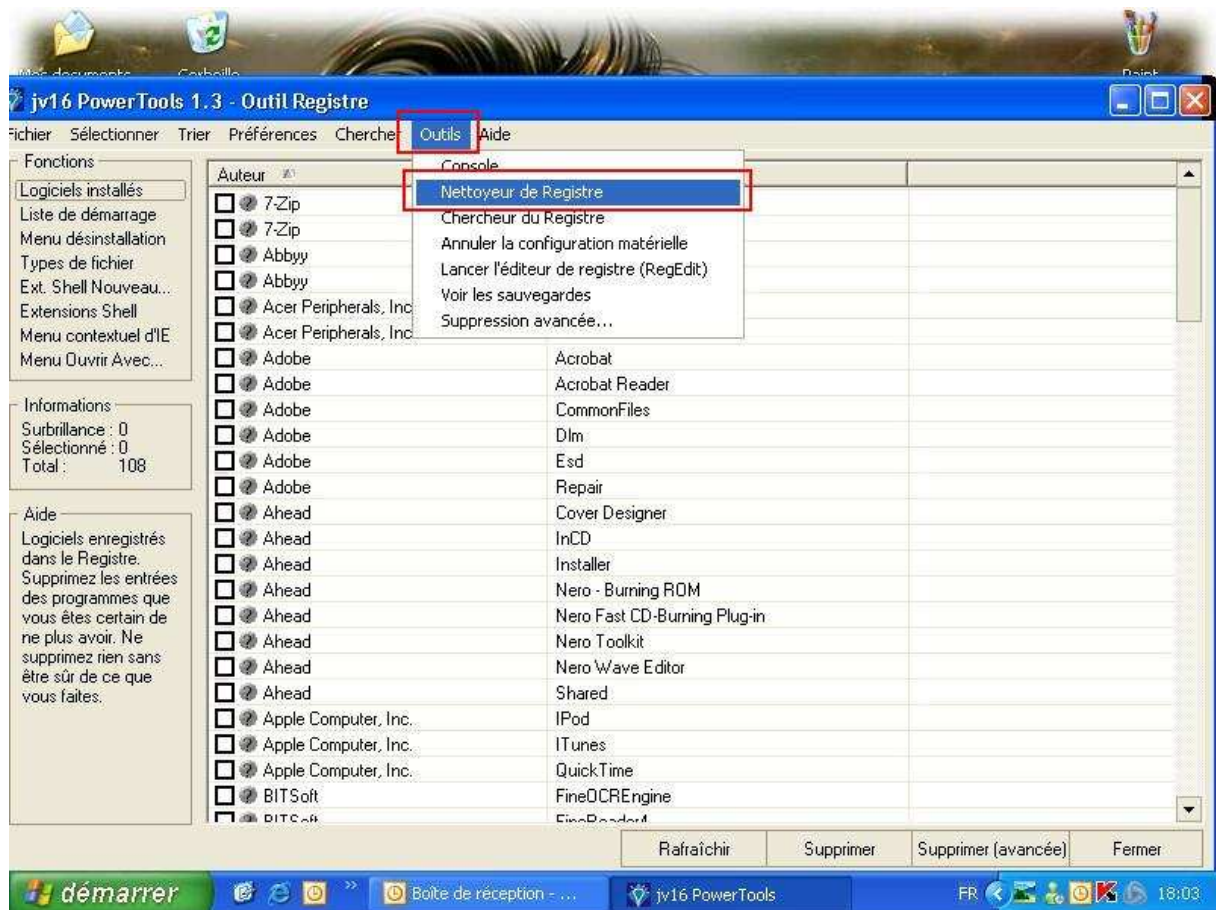 Mes documents
Corbeille
Paint
jv16 PowerTools 1.3 - Outil Registre
Fichier Sélectionner Trier Préférences Chercher Outils Aide
Fonctions
Logiciels installés
Liste de démarrage
Menu désinstallation
Types de fichier
Ext. Shell Nouveau...
Extensions Shell
Menu contextuel d'IE
Menu Ouvrir Avec...
Informations
Surbrillance : 0
Sélectionné : 0
Total : 108
Aide
Logiciels enregistrés
dans le Registre.
Supprimez les entrées
des programmes que
vous êtes certain de
ne plus avoir. Ne
supprimez rien sans
être sûr de ce que
vous faites.
Console
Nettoyeur de Registre
Chercheur du Registre
Annuler la configuration matérielle
Lancer l'éditeur de registre (RegEdit)
Voir les sauvegardes
Suppression avancée...
Auteur
7-Zip
7-Zip
Abbyy
Abbyy
Acer Peripherals, Inc
Acer Peripherals, Inc
Adobe Acrobat
Adobe Acrobat Reader
Adobe CommonFiles
Adobe Dlm
Adobe Esd
Adobe Repair
Ahead Cover Designer
Ahead InCD
Ahead Installer
Ahead Nero - Burning ROM
Ahead Nero Fast CD-Burning Plug-in
Ahead Nero Toolkit
Ahead Nero Wave Editor
Ahead Shared
Apple Computer, Inc. IPod
Apple Computer, Inc. ITunes
Apple Computer, Inc. QuickTime
BITSoft FineOCREngine
BITSoft FineReader4
Rafraîchir Supprimer Supprimer (avancée) Fermer
démarrer
Boîte de réception - ...
jv16 PowerTools
FR
18:03